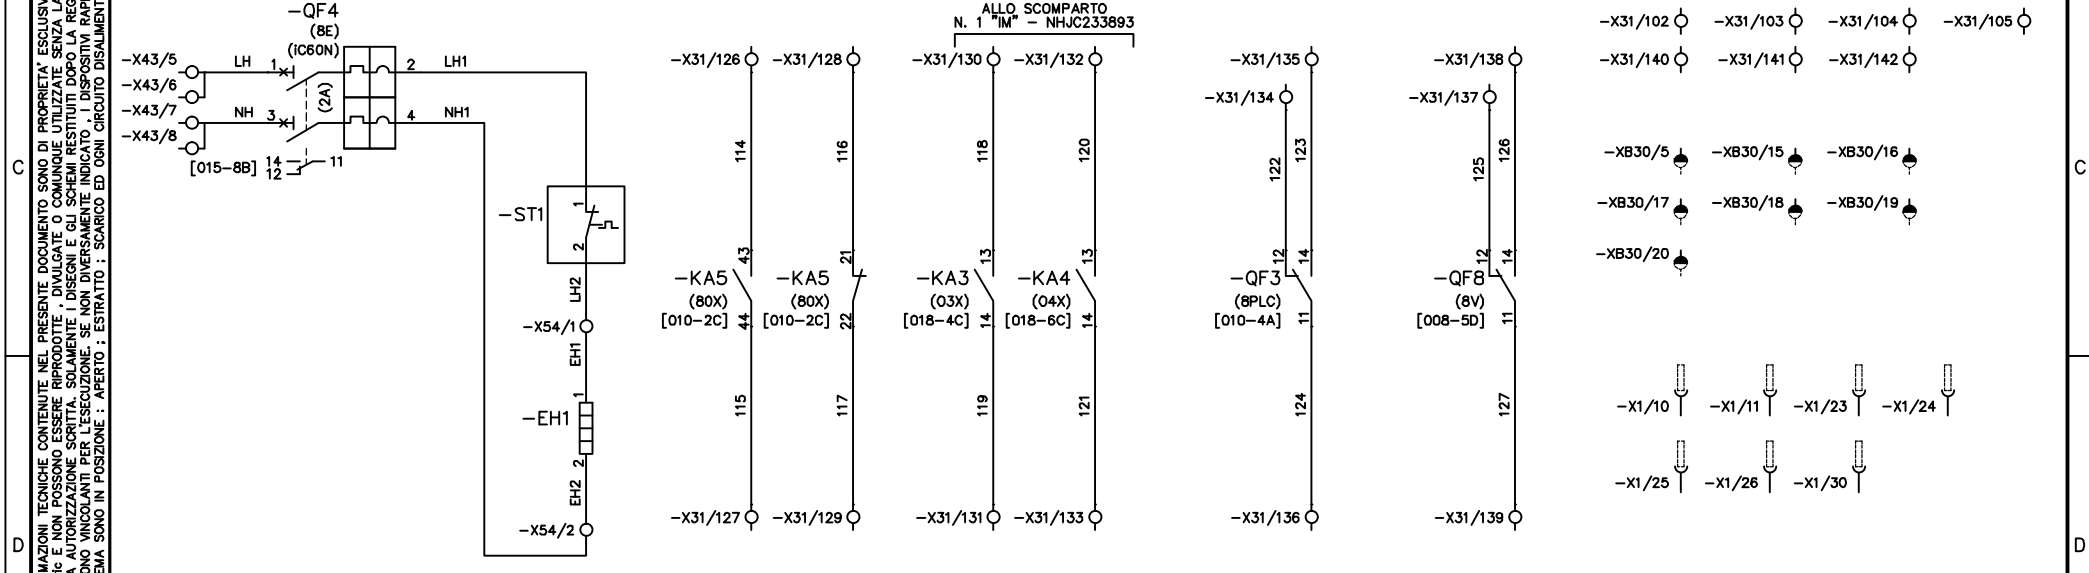 C
D
MAZIONI TECNICHE CONTENUTE NEL PRESENTE DOCUMENTO SONO DI PROPRIETA' ESCLUSIV
ic E NON POSSONO ESSERE RIPRODOTTE , DIVULGATE O COMUNQUE UTILIZZATE SENZA LA
A AUTORIZZAZIONE SCRITTA. SOLAMENTE I DISEGNI E GLI SCHEMI RESTITUITI DOPO LA REG
ONO VINCOLANTI PER L'ESECUZIONE. SE NON DIVERSAMENTE INDICATO , I DISPOSITIVI RAPP
EMA SONO IN POSIZIONE : APERTO ; ESTRATTO ; SCARICO ED OGNI CIRCUITO DISALIMENT
-QF4
(8E)
(iC60N)
-X43/5
-X43/6
-X43/7
-X43/8
LH
1
2
LH1
(2A)
NH
3
4
NH1
[015-8B]
14
12
11
-ST1
1
2
LH2
-X54/1
EH1
1
-EH1
2
EH2
-X54/2
-X31/126
114
43
-KA5
(80X)
[010-2C]
44
115
-X31/127
-X31/128
116
21
-KA5
(80X)
[010-2C]
22
117
-X31/129
ALLO SCOMPARTO
N. 1 "IM" - NHJC233893
-X31/130
118
13
-KA3
(03X)
[018-4C]
14
119
-X31/131
-X31/132
120
13
-KA4
(04X)
[018-6C]
14
121
-X31/133
-X31/135
-X31/134
122
123
12
14
-QF3
(8PLC)
[010-4A]
11
124
-X31/136
-X31/138
-X31/137
125
126
12
14
-QF8
(8V)
[008-5D]
11
127
-X31/139
-X31/102 -X31/103 -X31/104 -X31/105
-X31/140 -X31/141 -X31/142
-XB30/5 -XB30/15 -XB30/16
-XB30/17 -XB30/18 -XB30/19
-XB30/20
-X1/10 -X1/11 -X1/23 -X1/24
-X1/25 -X1/26 -X1/30
C
D